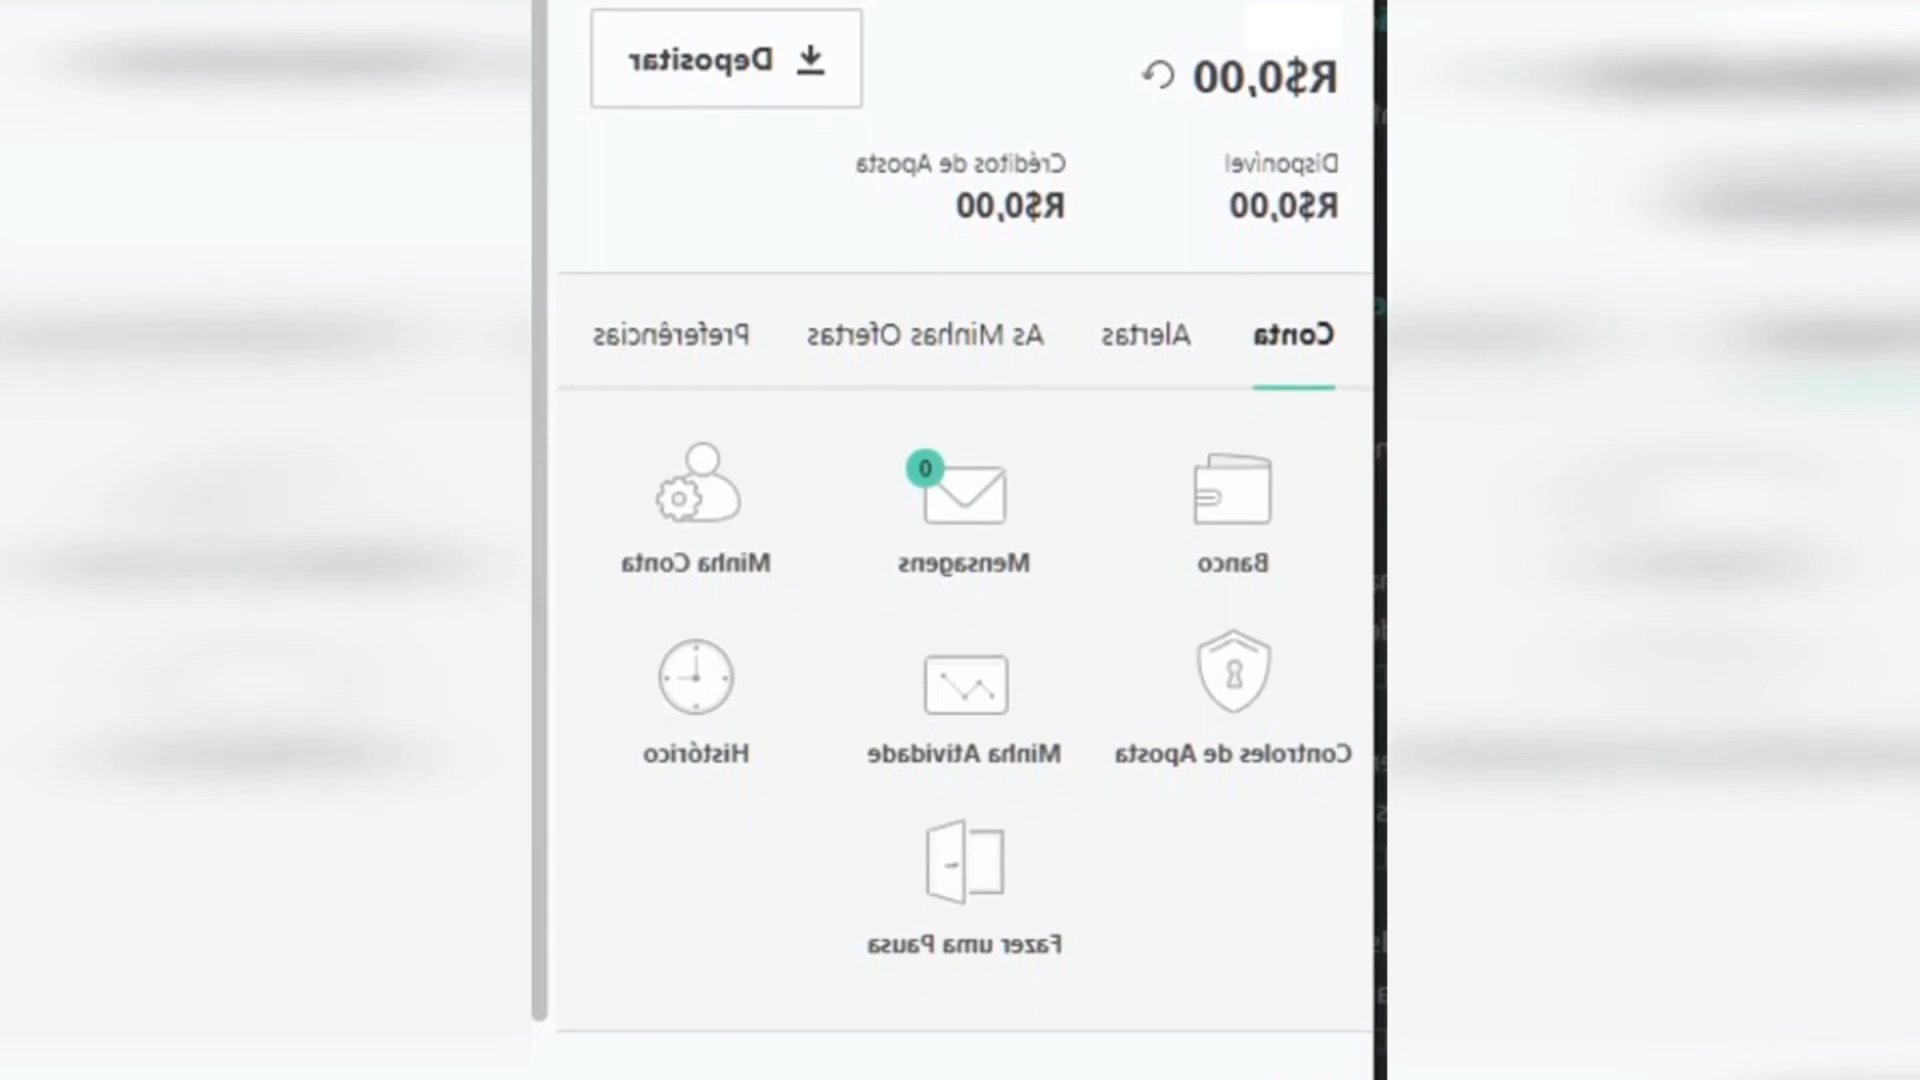 R$0,00 Depositar
Disponível Créditos de Aposta
R$0,00 R$0,00
Conta Alertas As Minhas Ofertas Preferências
0
Banco Mensagens Minha Conta
Controles de Aposta Minha Atividade Histórico
Fazer uma Pausa